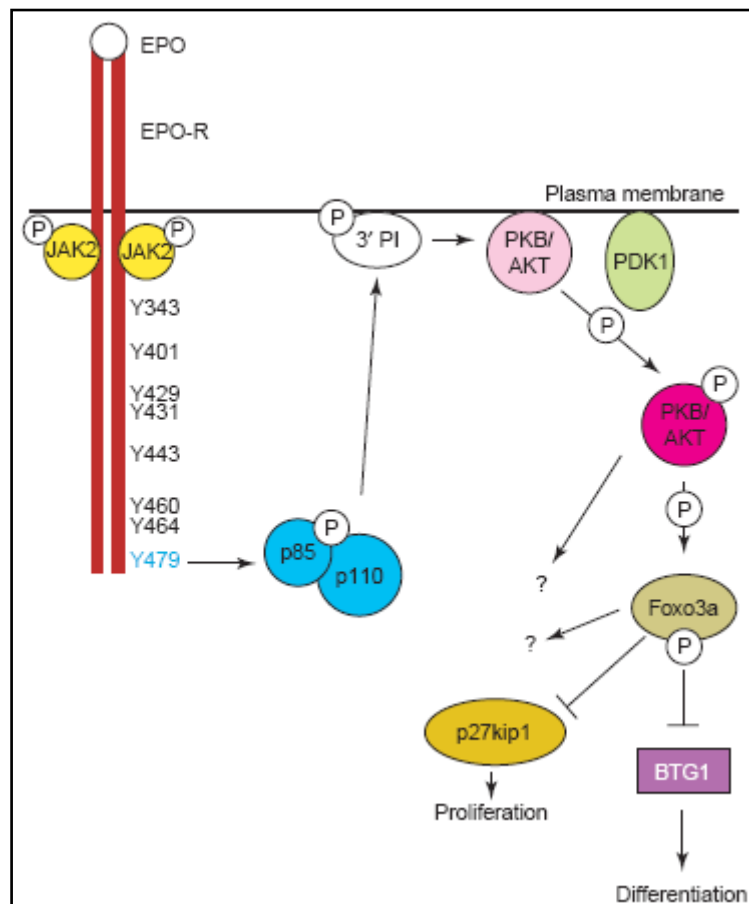 EPO
EPO-R
Plasma membrane
P
JAK2
JAK2
P
P
3′ PI
PKB/
AKT
PDK1
P
Y343
Y401
Y429
Y431
Y443
Y460
Y464
Y479
p85
P
p110
P
PKB/
AKT
P
?
Foxo3a
P
?
p27kip1
Proliferation
BTG1
Differentiation